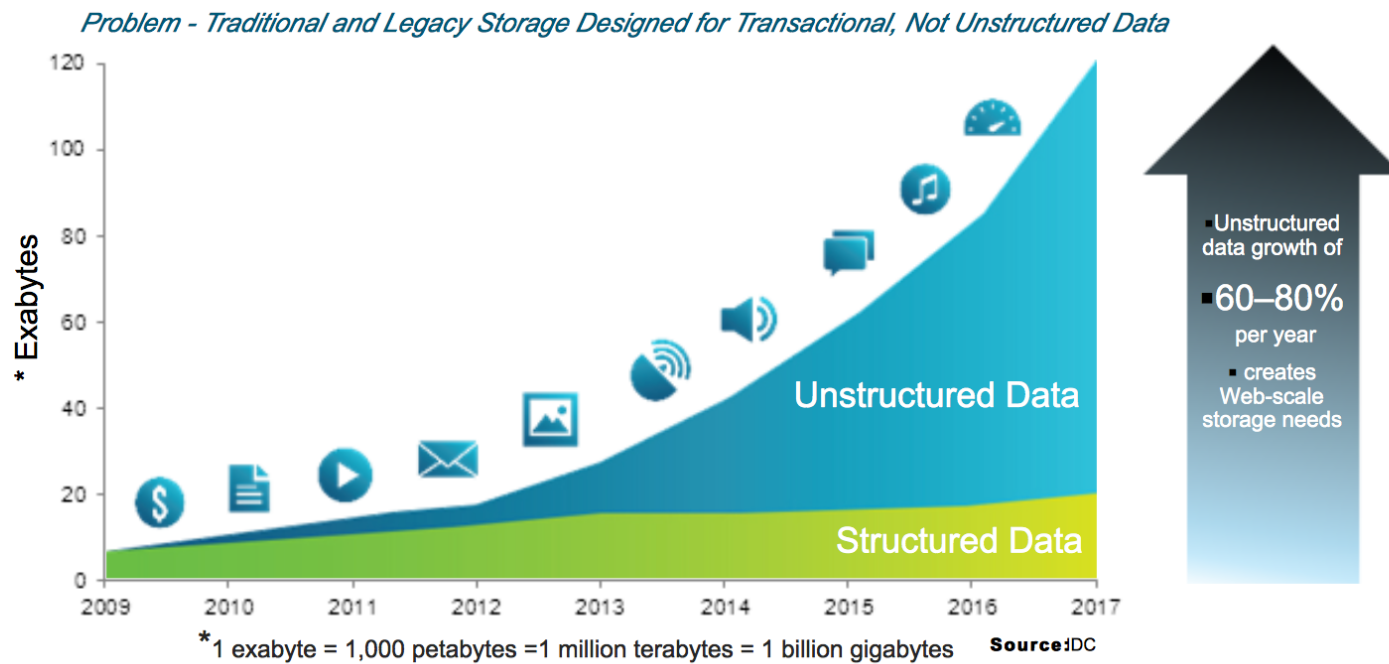 Problem - Traditional and Legacy Storage Designed for Transactional, Not Unstructured Data
120
100
80
60
40
20
0
* Exabytes
$
Unstructured Data
Structured Data
2009 2010 2011 2012 2013 2014 2015 2016 2017
*1 exabyte = 1,000 petabytes =1 million terabytes = 1 billion gigabytes
Source:IDC
▪Unstructured
data growth of
▪60–80%
per year
▪ creates
Web-scale
storage needs